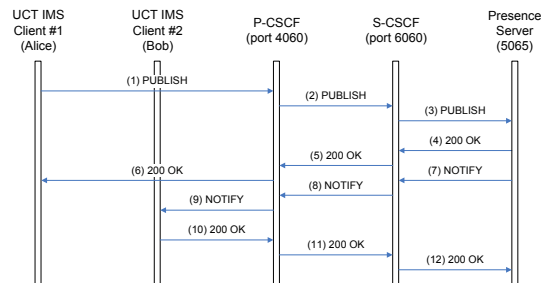 UCT IMS
Client #1
(Alice)
UCT IMS
Client #2
(Bob)
P-CSCF
(port 4060)
S-CSCF
(port 6060)
Presence
Server
(5065)
(1) PUBLISH
(2) PUBLISH
(3) PUBLISH
(4) 200 OK
(5) 200 OK
(6) 200 OK
(7) NOTIFY
(8) NOTIFY
(9) NOTIFY
(10) 200 OK
(11) 200 OK
(12) 200 OK